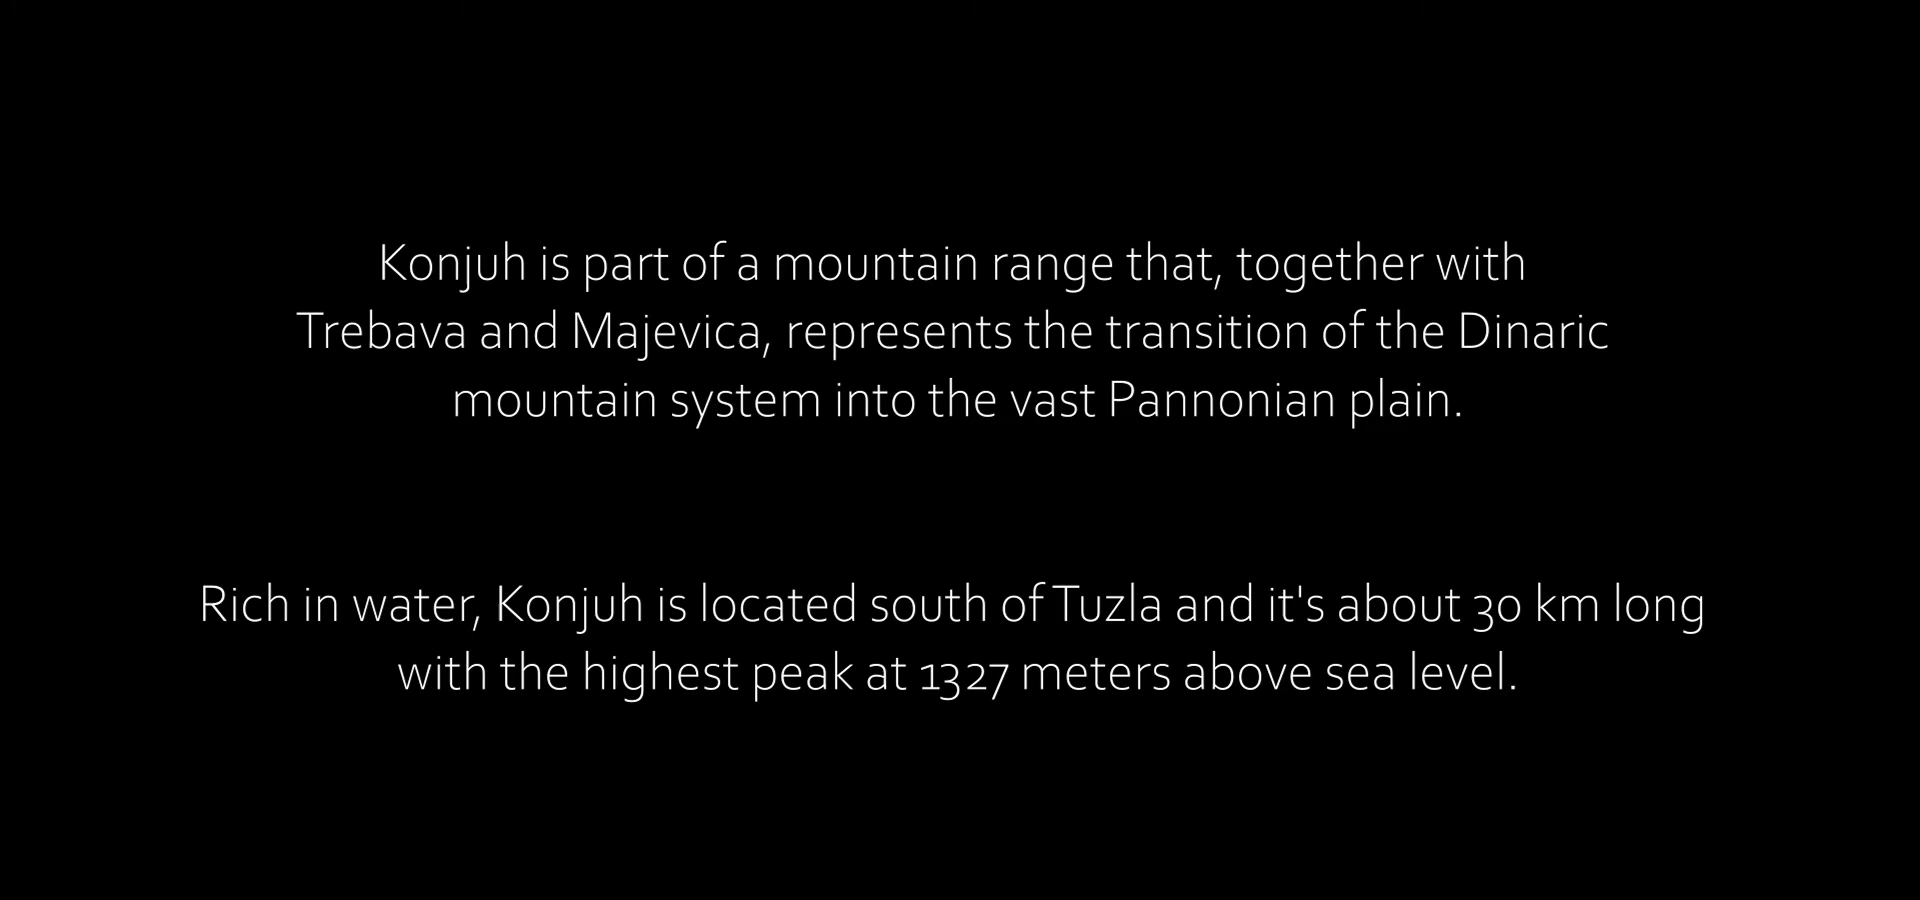 Konjuh is part of a mountain range that, together with
Trebava and Majevica, represents the transition of the Dinaric
mountain system into the vast Pannonian plain.
Rich in water, Konjuh is located south of Tuzla and it's about 30 km long
with the highest peak at 1327 meters above sea level.